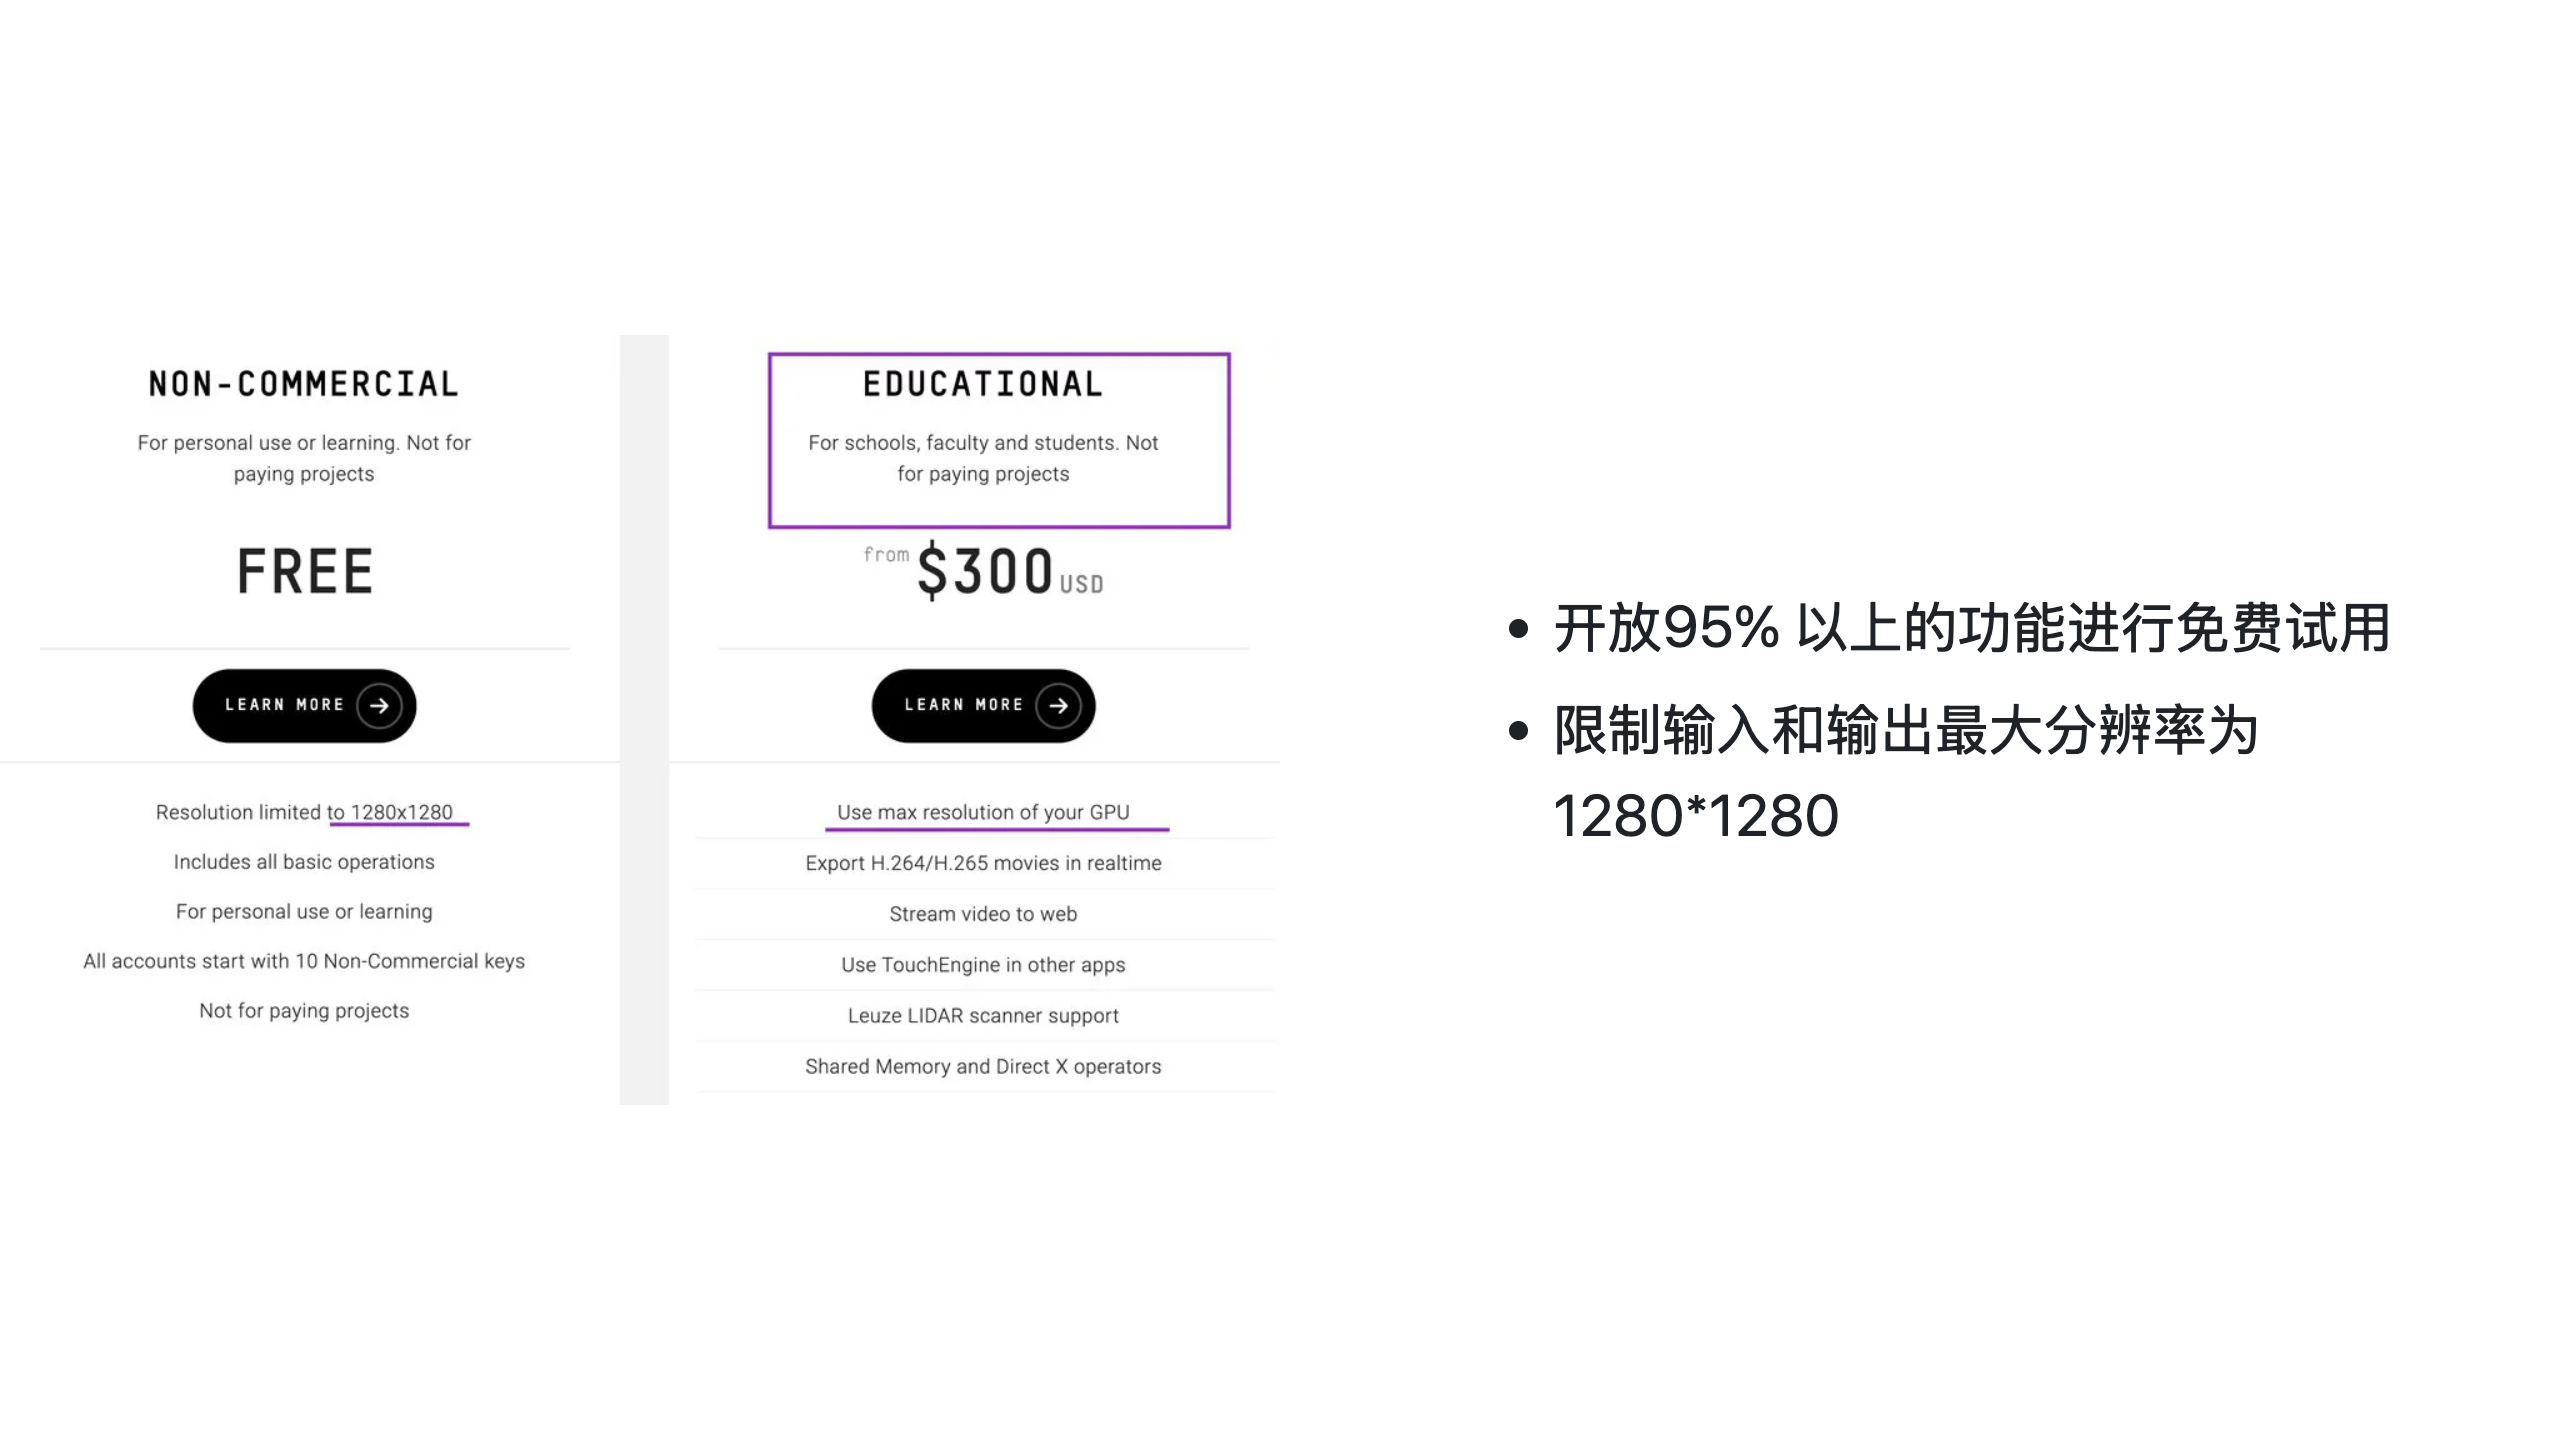 NON-COMMERCIAL
For personal use or learning. Not for
paying projects
FREE
LEARN MORE
Resolution limited to 1280x1280
Includes all basic operations
For personal use or learning
All accounts start with 10 Non-Commercial keys
Not for paying projects
EDUCATIONAL
For schools, faculty and students. Not
for paying projects
from $300 USD
LEARN MORE
Use max resolution of your GPU
Export H.264/H.265 movies in realtime
Stream video to web
Use TouchEngine in other apps
Leuze LIDAR scanner support
Shared Memory and Direct X operators
• 开放95% 以上的功能进行免费试用
• 限制输入和输出最大分辨率为
1280*1280